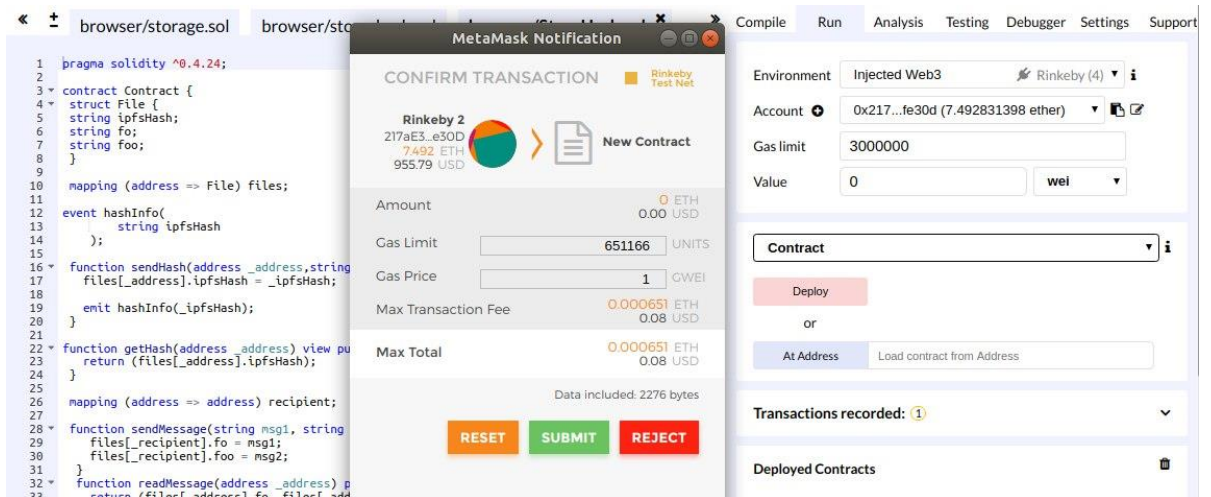 browser/storage.sol
1 pragma solidity ^0.4.24;
2
3 contract Contract {
4 struct File {
5 string ipfsHash;
6 string fo;
7 string foo;
8 }
9
10 mapping (address => File) files;
11
12 event hashInfo(
13 string ipfsHash
14 );
15
16 function sendHash(address _address,string
17 files[_address].ipfsHash = _ipfsHash;
18
19 emit hashInfo(_ipfsHash);
20 }
21
22 function getHash(address _address) view pu
23 return (files[_address].ipfsHash);
24 }
25
26 mapping (address => address) recipient;
27
28 function sendMessage(string msg1, string
29 files[_recipient].fo = msg1;
30 files[_recipient].foo = msg2;
31 }
32 function readMessage(address _address) p
MetaMask Notification
CONFIRM TRANSACTION
Rinkeby
Test Net
Rinkeby 2
217aE3...e30D
7.492 ETH
955.79 USD
New Contract
Amount
0 ETH
0.00 USD
Gas Limit 651166 UNITS
Gas Price 1 GWEI
Max Transaction Fee
0.000651 ETH
0.08 USD
Max Total
0.000651 ETH
0.08 USD
Data included: 2276 bytes
RESET SUBMIT REJECT
Compile Run Analysis Testing Debugger Settings Support
Environment Injected Web3 Rinkeby (4)
Account 0x217...fe30d (7.492831398 ether)
Gas limit 3000000
Value 0 wei
Contract
Deploy
or
At Address Load contract from Address
Transactions recorded: 1
Deployed Contracts